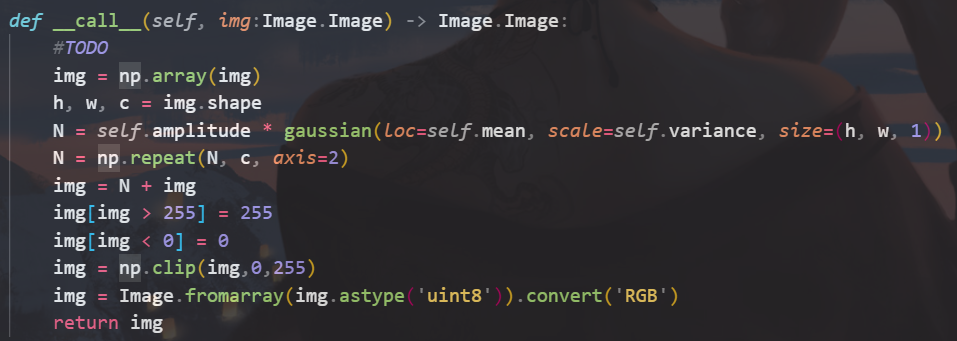 def __call__(self, img:Image.Image) -> Image.Image:
    #TODO
    img = np.array(img)
    h, w, c = img.shape
    N = self.amplitude * gaussian(loc=self.mean, scale=self.variance, size=(h, w, 1))
    N = np.repeat(N, c, axis=2)
    img = N + img
    img[img > 255] = 255
    img[img < 0] = 0
    img = np.clip(img,0,255)
    img = Image.fromarray(img.astype('uint8')).convert('RGB')
    return img